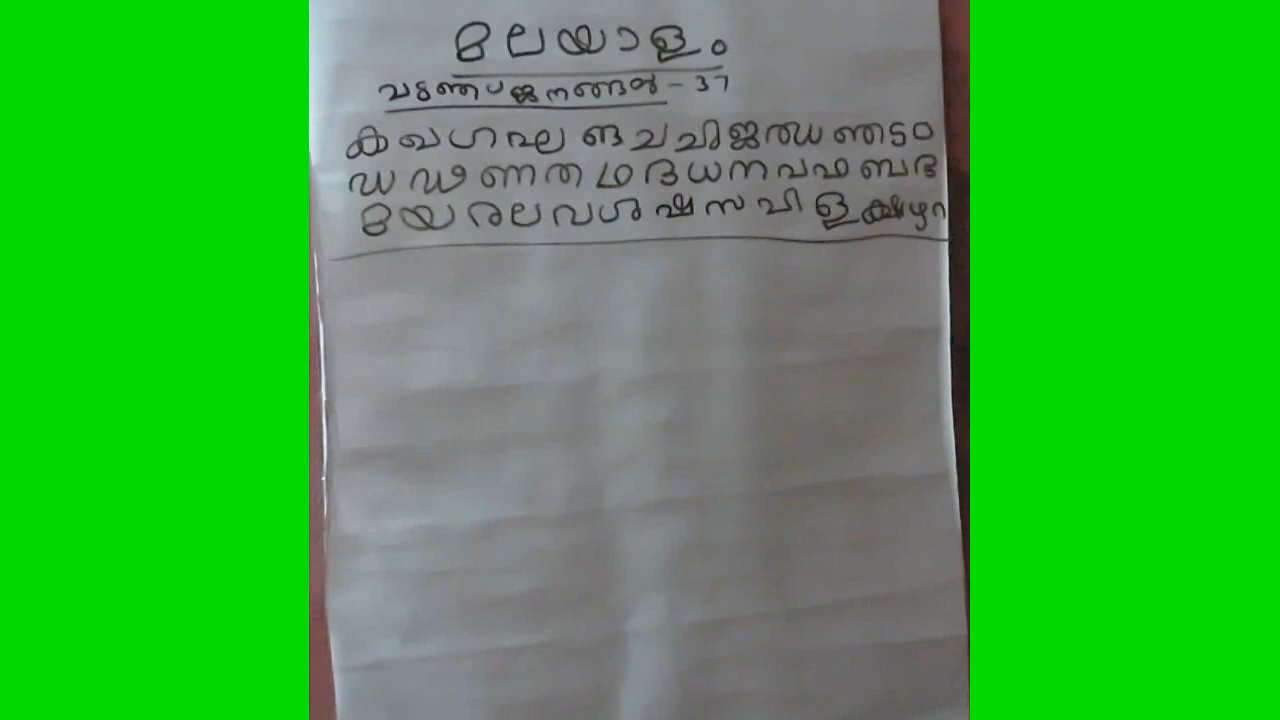 മലയാളം
വ്യഞ്ജനങ്ങൾ - 37
ക ഖ ഗ ഘ ങ ച ഛ ജ ഝ ഞ ട ഠ
ഡ ഢ ണ ത ഥ ദ ധ ന പ ഫ ബ ഭ
മ യ ര ല വ ശ ഷ സ ഹ ള ക്ഷ ഴ റ